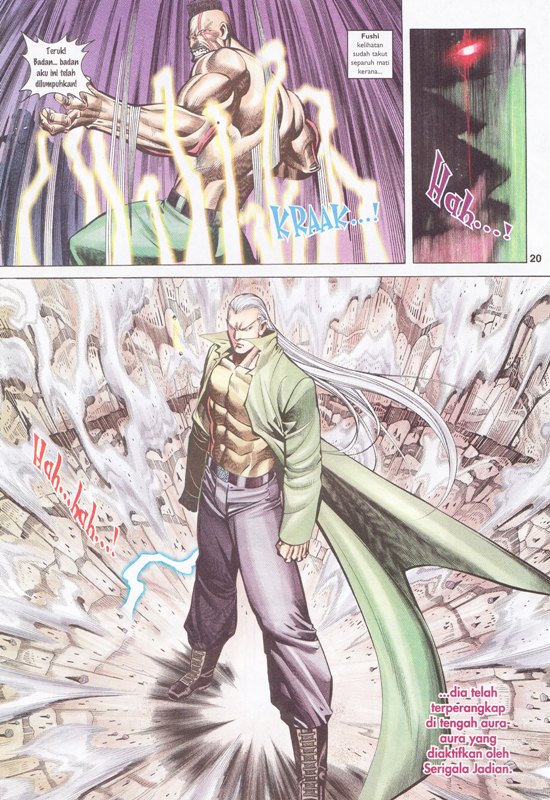 Teruk!
Badan... badan
aku ini telah
dilumpuhkan!
Fushi
kelihatan
sudah takut
separuh mati
kerana...
KRAAK...!
Hah...!
20
Hah...hah...!
...dia telah
terperangkap
di tengah aura-
aura yang
diaktifkan oleh
Serigala Jadian.